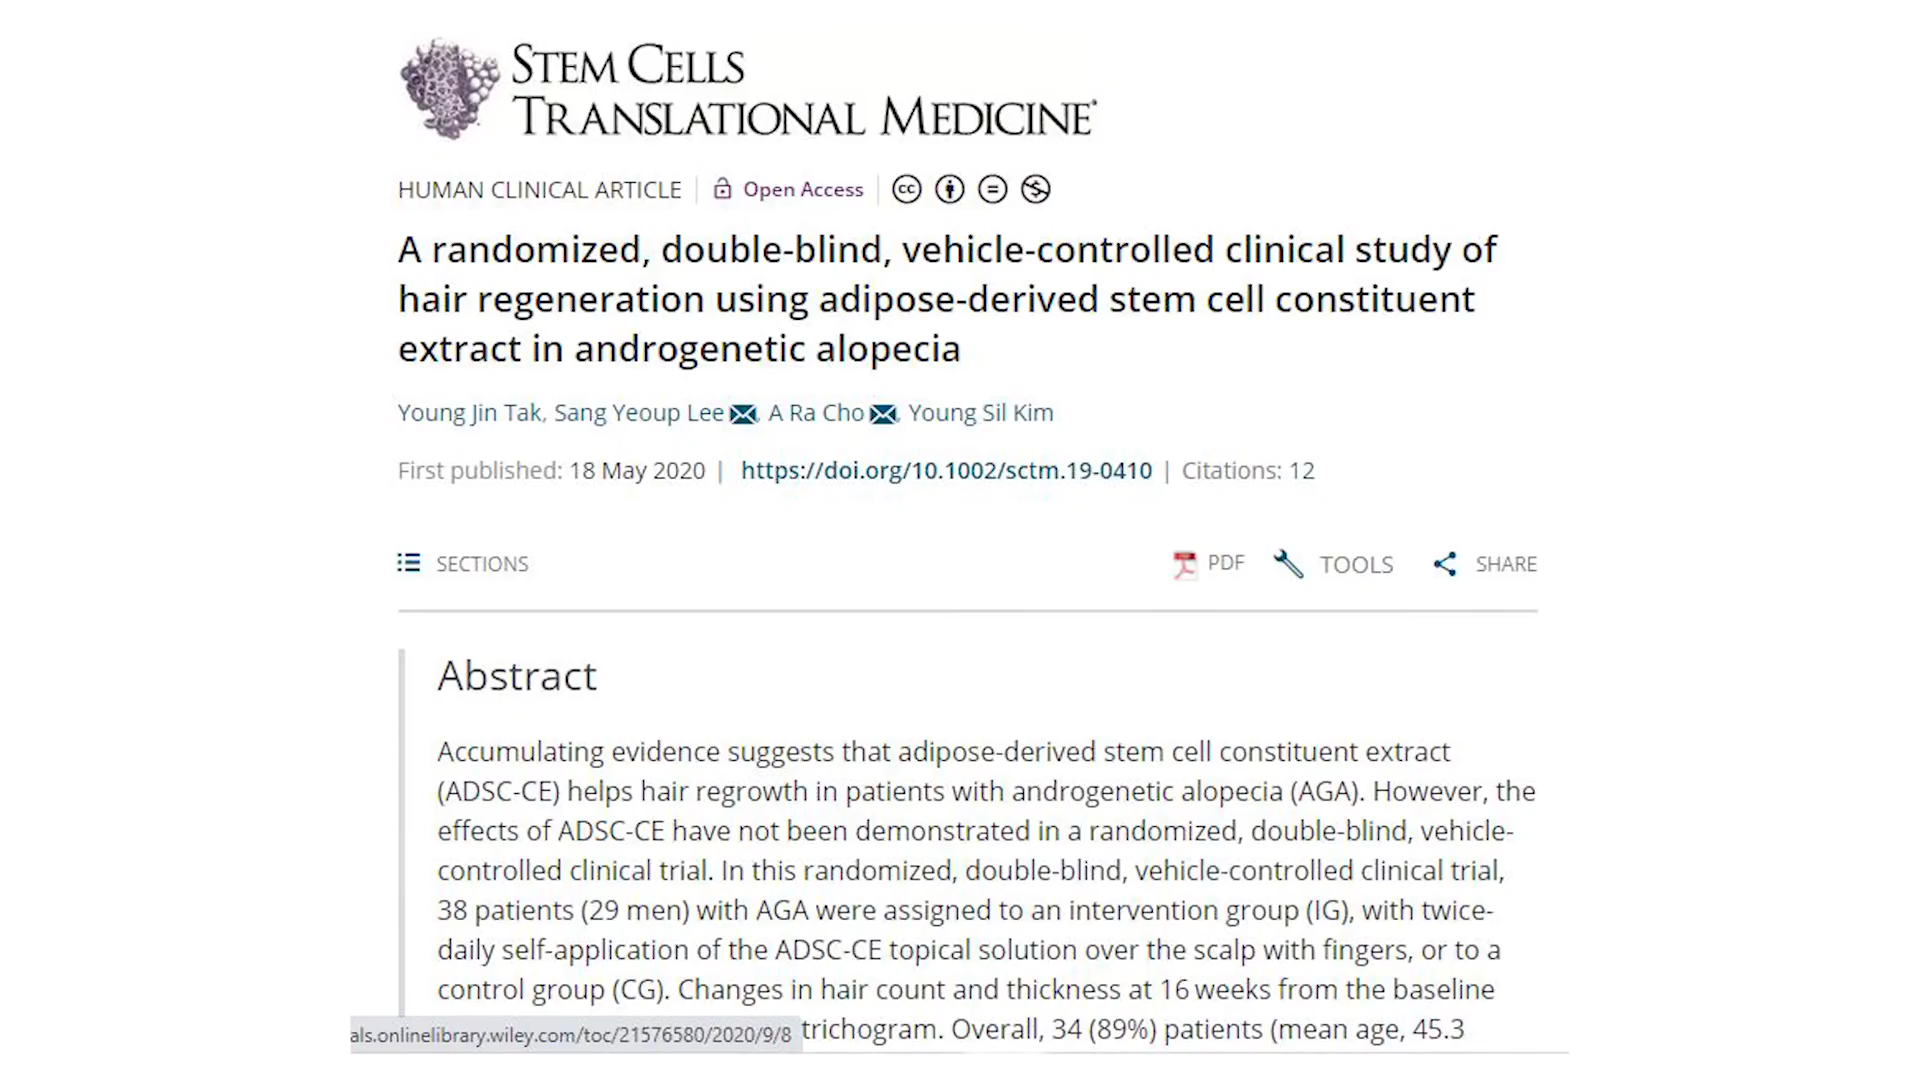 STEM CELLS
TRANSLATIONAL MEDICINE®
HUMAN CLINICAL ARTICLE Open Access cc
A randomized, double-blind, vehicle-controlled clinical study of
hair regeneration using adipose-derived stem cell constituent
extract in androgenetic alopecia
Young Jin Tak, Sang Yeoup Lee, A Ra Cho, Young Sil Kim
First published: 18 May 2020 | https://doi.org/10.1002/sctm.19-0410 | Citations: 12
SECTIONS PDF TOOLS SHARE
Abstract
Accumulating evidence suggests that adipose-derived stem cell constituent extract
(ADSC-CE) helps hair regrowth in patients with androgenetic alopecia (AGA). However, the
effects of ADSC-CE have not been demonstrated in a randomized, double-blind, vehicle-
controlled clinical trial. In this randomized, double-blind, vehicle-controlled clinical trial,
38 patients (29 men) with AGA were assigned to an intervention group (IG), with twice-
daily self-application of the ADSC-CE topical solution over the scalp with fingers, or to a
control group (CG). Changes in hair count and thickness at 16 weeks from the baseline
trichogram. Overall, 34 (89%) patients (mean age, 45.3
als.onlinelibrary.wiley.com/toc/21576580/2020/9/8